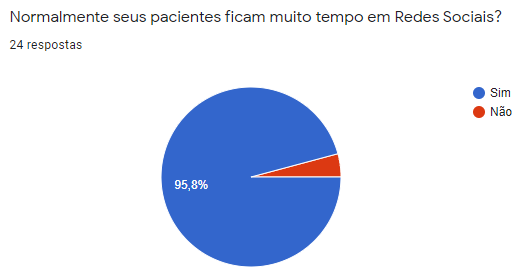 Normalmente seus pacientes ficam muito tempo em Redes Sociais?
24 respostas
Sim
Não
95,8%